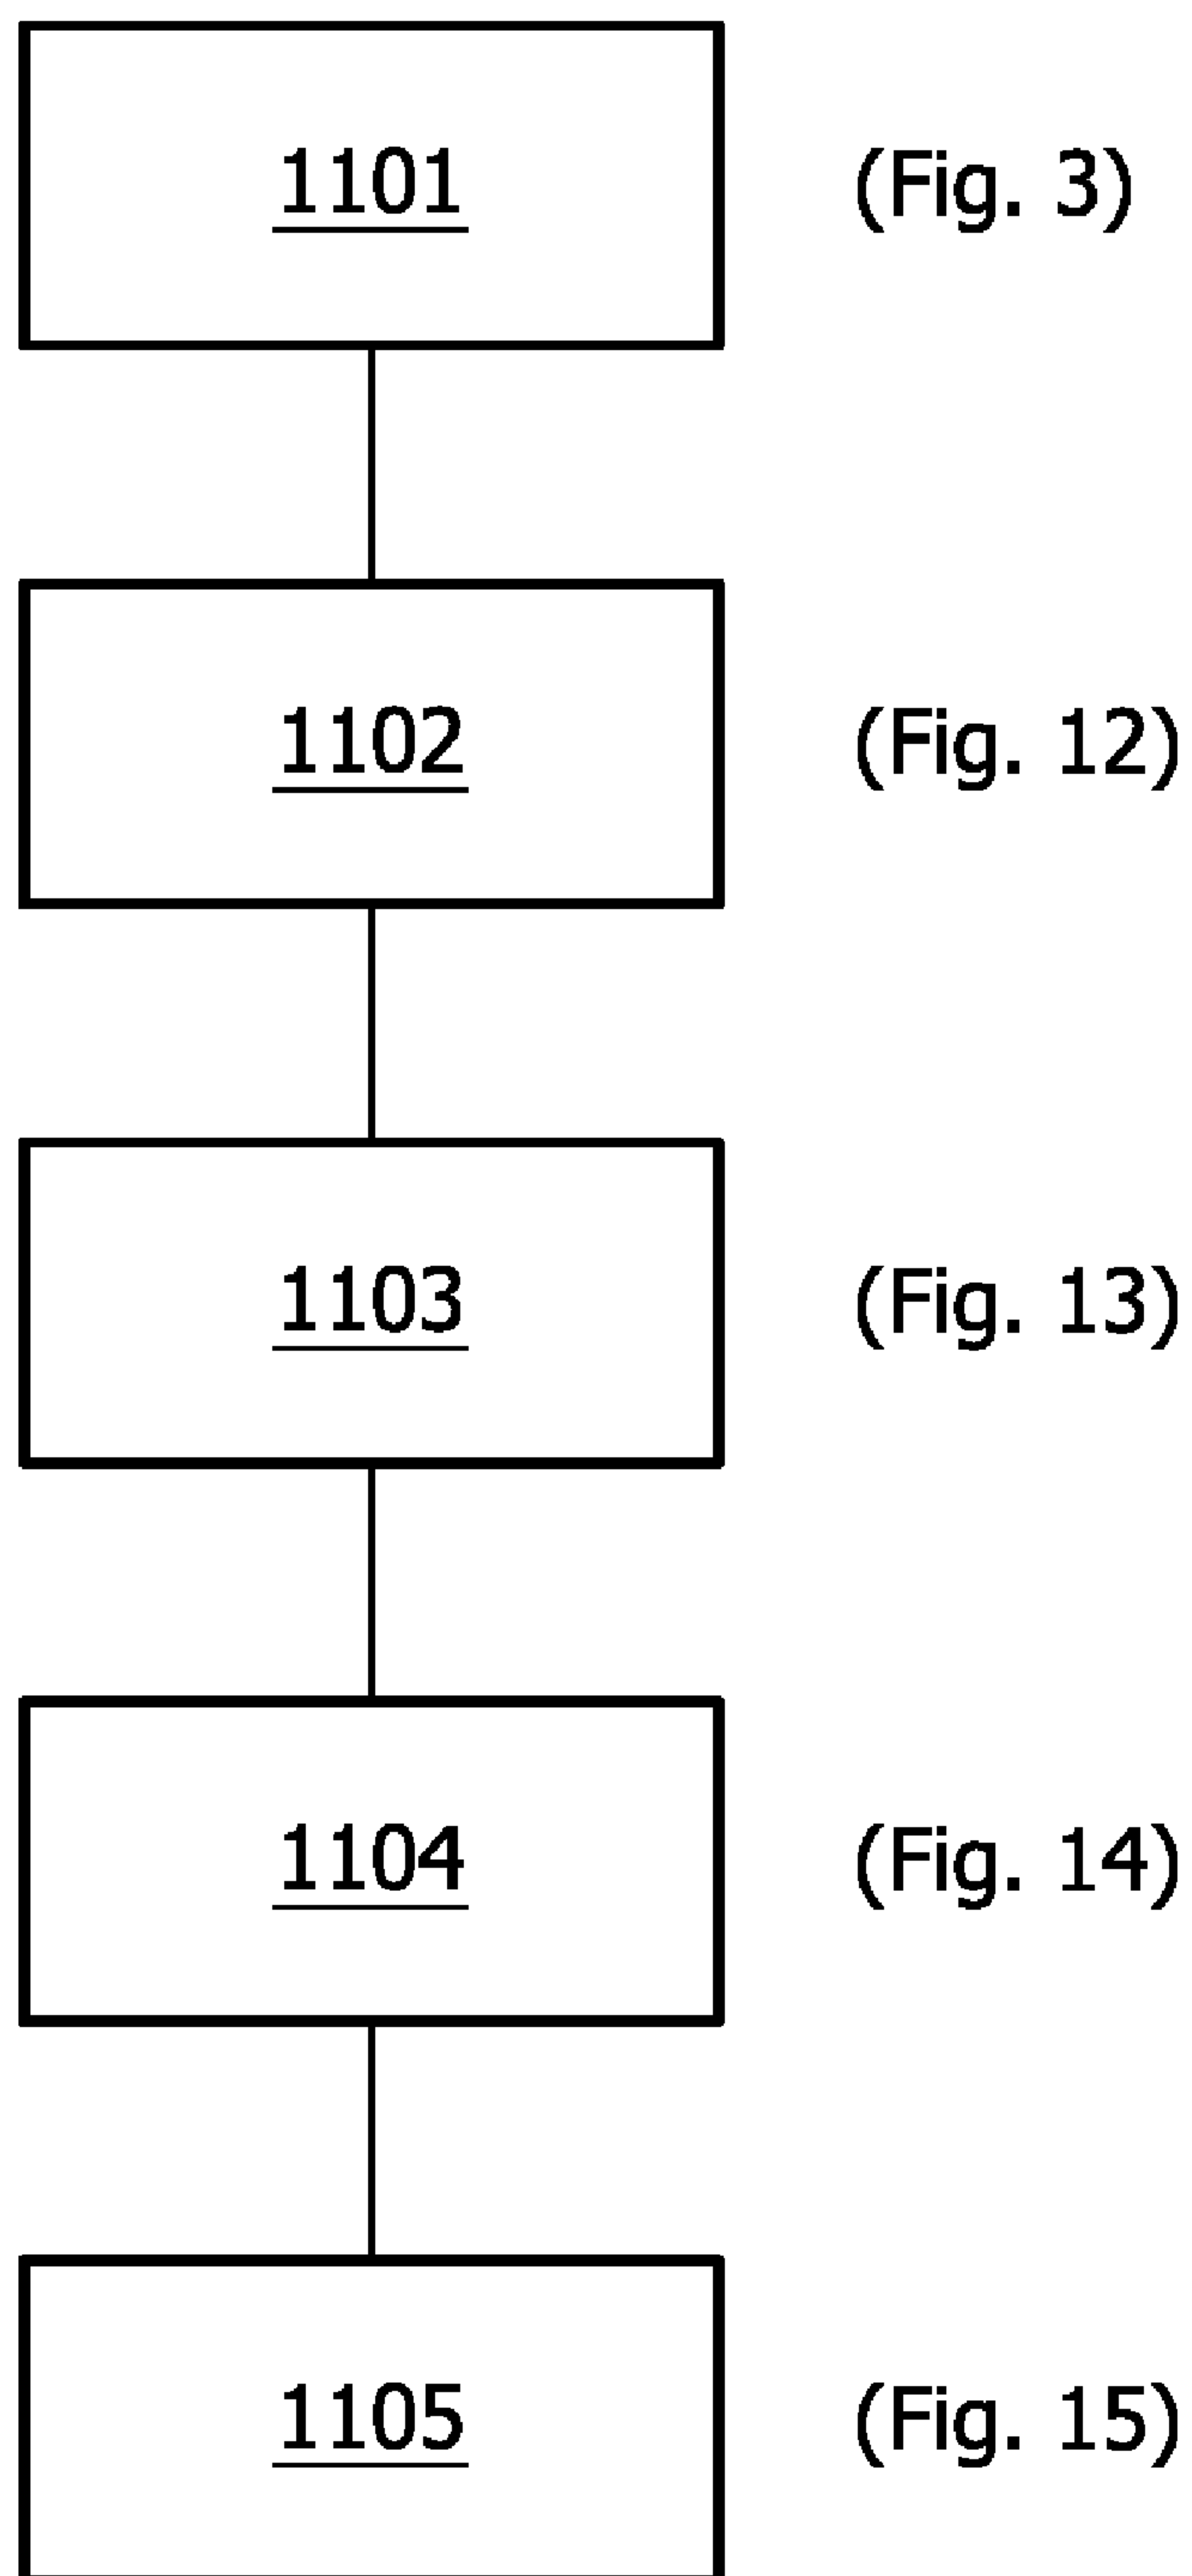 1101 (Fig. 3)
1102 (Fig. 12)
1103 (Fig. 13)
1104 (Fig. 14)
1105 (Fig. 15)